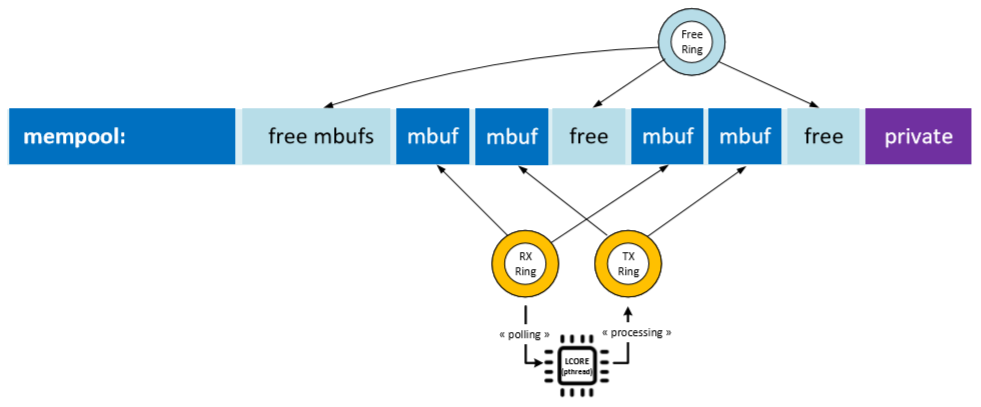 Free
Ring
mempool:
free mbufs
mbuf
mbuf
free
mbuf
mbuf
free
private
RX
Ring
TX
Ring
« polling »
« processing »
LCORE
(pthread)